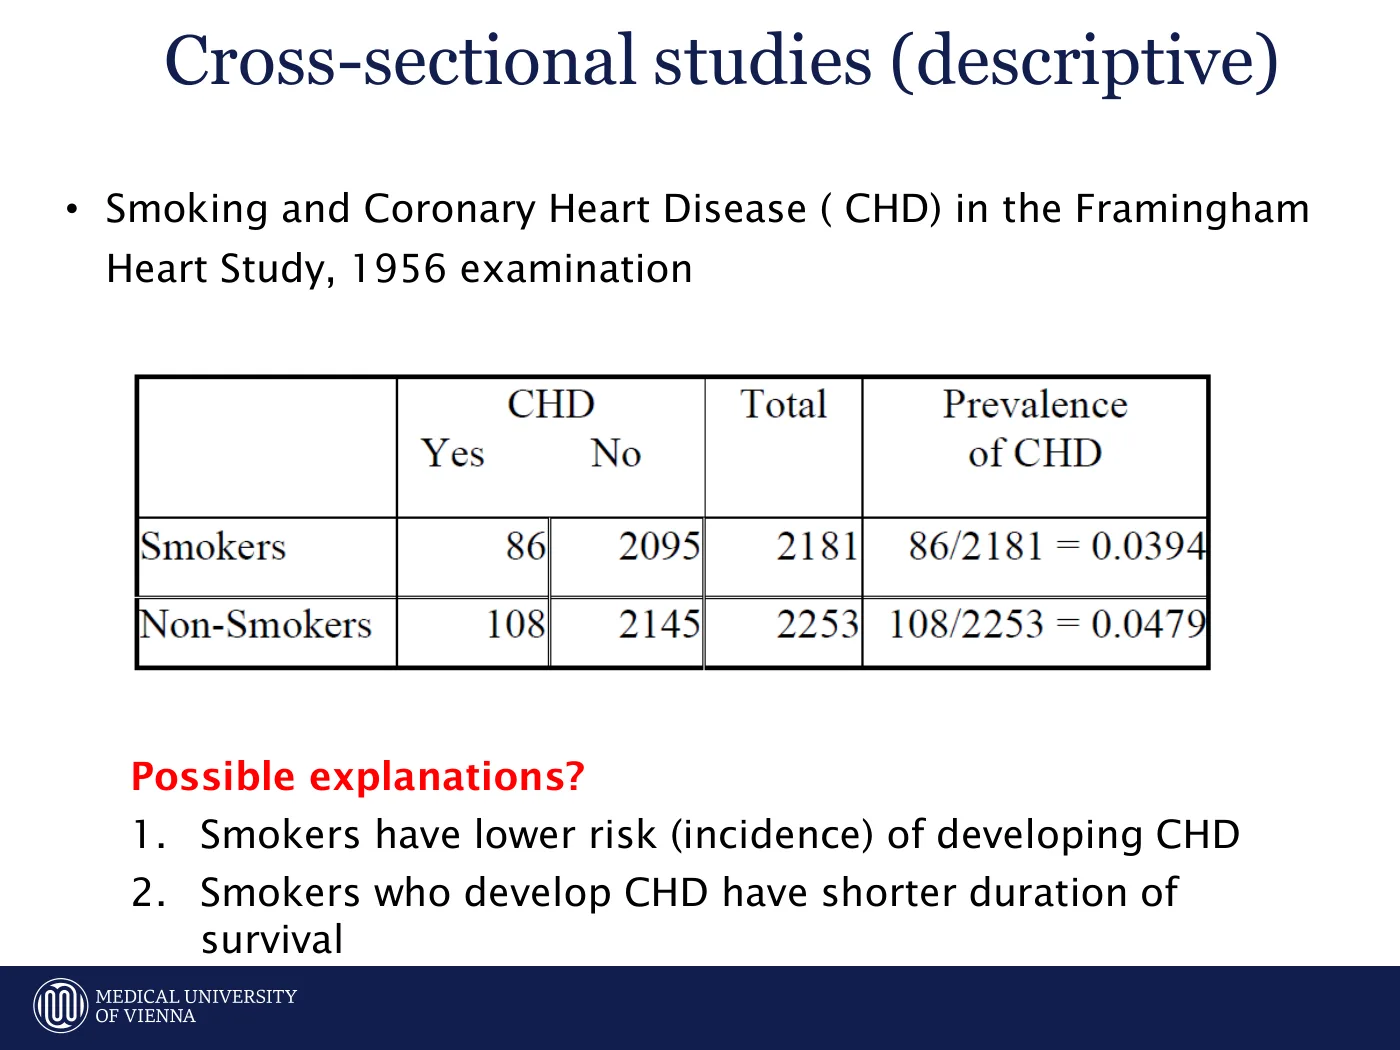 Cross-sectional studies (descriptive)
• Smoking and Coronary Heart Disease ( CHD) in the Framingham
Heart Study, 1956 examination
CHD Total Prevalence
Yes No of CHD
Smokers 86 2095 2181 86/2181 = 0.0394
Non-Smokers 108 2145 2253 108/2253 = 0.0479
Possible explanations?
1. Smokers have lower risk (incidence) of developing CHD
2. Smokers who develop CHD have shorter duration of
survival
MEDICAL UNIVERSITY
OF VIENNA